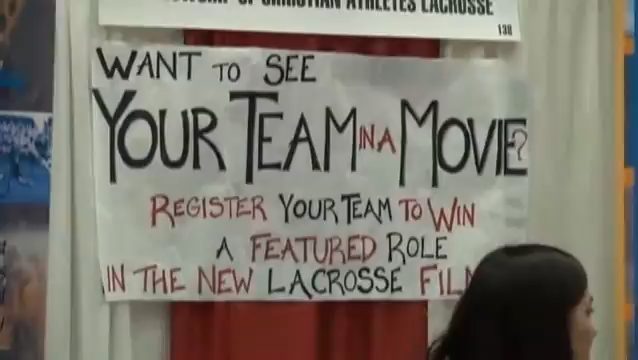 OF CHRISTIAN ATHLETES LACROSSE
138
WANT TO SEE
YOUR TEAM IN A MOVIE?
REGISTER YOUR TEAM TO WIN
A FEATURED ROLE
IN THE NEW LACROSSE